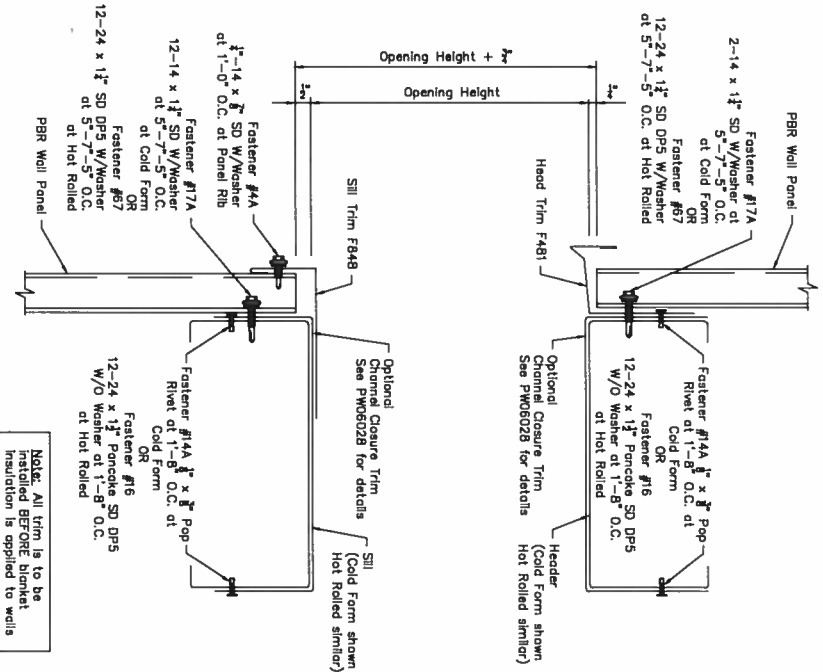 Opening Height +
Opening Height
PBR Wall Panel
Fastener #17A
2-14 x 1¼" SD W/Washer at
5"-7"-5" O.C.
at Cold Form
OR
Fastener #67
12-24 x 1¼" SD DP5 W/Washer
at 5"-7"-5" O.C. at Hot Rolled
Head Trim F481
Fastener #14A ⅛" x ⅜" Pop
Rivet at 1'-8" O.C. at
Cold Form
OR
Fastener #16
12-24 x 1¼" Pancake SD DP5
W/O Washer at 1'-8" O.C.
at Hot Rolled
Optional
Channel Closure Trim
See PW06028 for details
Header
(Cold Form shown
Hot Rolled similar)
Sill Trim F848
Fastener #4A
¼"-14 x ⅞" SD W/Washer
at 1'-0" O.C. at Panel Rib
Fastener #17A
12-14 x 1¼" SD W/Washer
at 5"-7"-5" O.C.
at Cold Form
OR
Fastener #67
12-24 x 1¼" SD DP5 W/Washer
at 5"-7"-5" O.C.
at Hot Rolled
PBR Wall Panel
Optional
Channel Closure Trim
See PW06028 for details
Sill
(Cold Form shown
Hot Rolled similar)
Fastener #14A ⅛" x ⅜" Pop
Rivet at 1'-8" O.C. at
Cold Form
OR
Fastener #16
12-24 x 1¼" Pancake SD DP5
W/O Washer at 1'-8" O.C.
at Hot Rolled
Note: All trim is to be
installed BEFORE blanket
insulation is applied to walls